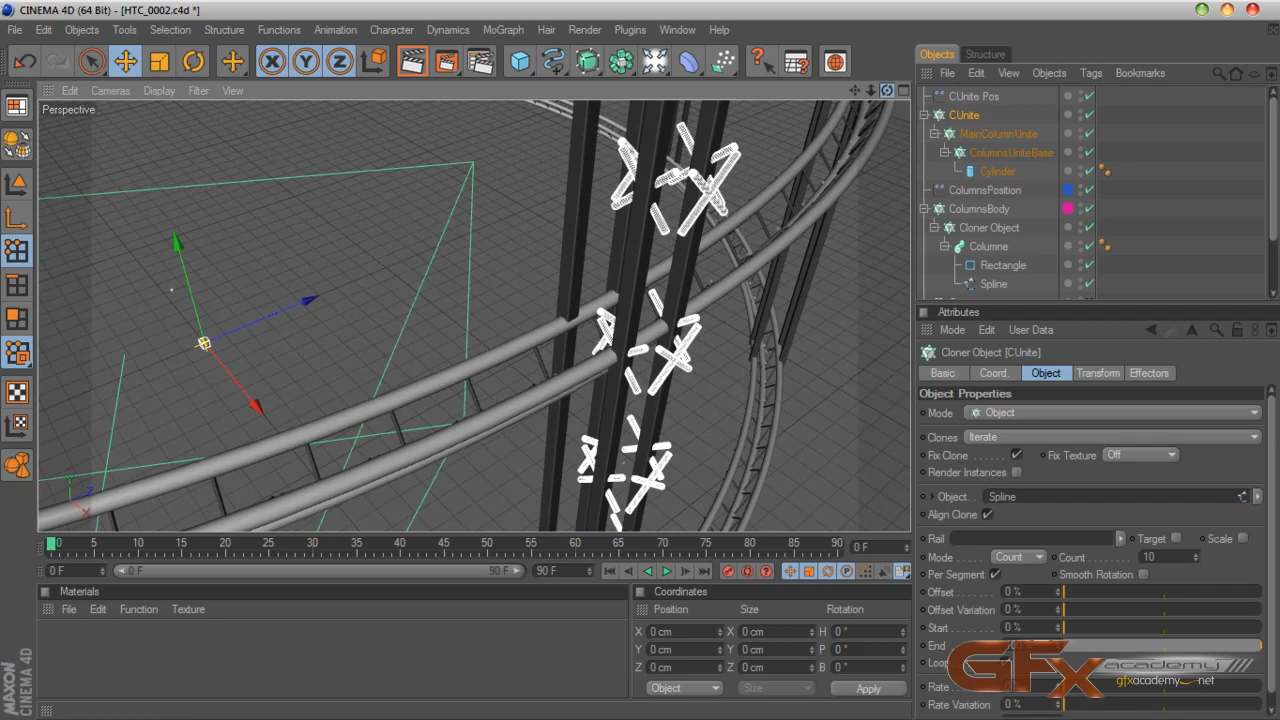 CINEMA 4D (64 Bit) - [HTC_0002.c4d *]
File Edit Objects Tools Selection Structure Functions Animation Character Dynamics MoGraph Hair Render Plugins Window Help
X Y Z
Objects Structure
File Edit View Objects Tags Bookmarks
Edit Cameras Display Filter View
Perspective
CUnite Pos
CUnite
MainColumnUnite
ColumnsUniteBase
Cylinder
ColumnsPosition
ColumnsBody
Cloner Object
Columne
Rectangle
Spline
Attributes
Mode Edit User Data
Cloner Object [CUnite]
Basic Coord. Object Transform Effectors
Object Properties
Mode Object
Clones Iterate
Fix Clone Fix Texture Off
Render Instances
Object Spline
Align Clone
Rail Target Scale
Mode Count Count 10
Per Segment Smooth Rotation
Offset 0 %
Offset Variation 0 %
Start 0 %
End
Loop
Rate
Rate Variation 0 %
Y Z X
0 5 10 15 20 25 30 35 40 45 50 55 60 65 70 75 80 85 90 0 F
0 F 0 F 90 F 90 F
Materials
File Edit Function Texture
Coordinates
Position Size Rotation
X 0 cm X 0 cm H 0 °
Y 0 cm Y 0 cm P 0 °
Z 0 cm Z 0 cm B 0 °
Object Size Apply
MAXON
CINEMA 4D
GFx academy
gfxacademy.net